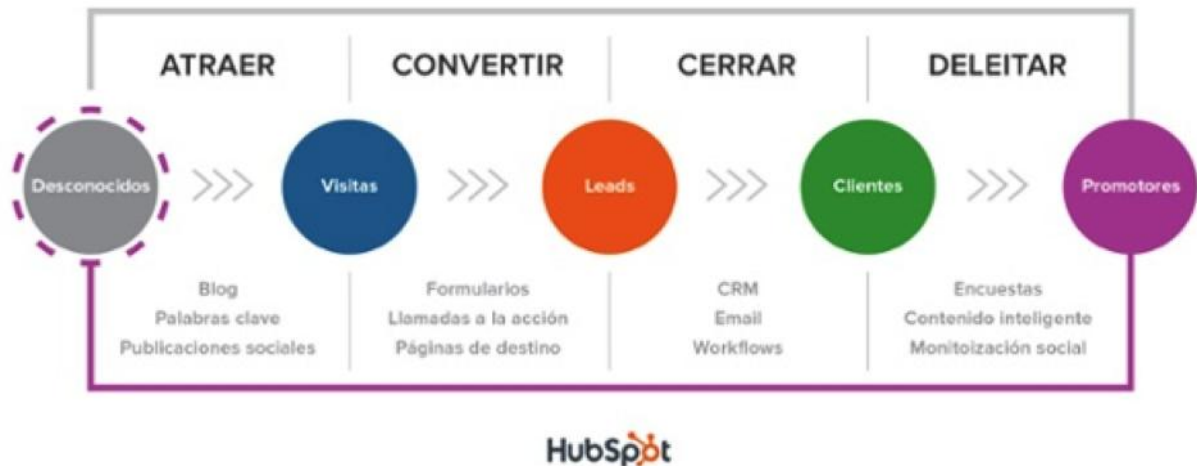 ATRAER
CONVERTIR
CERRAR
DELEITAR
Desconocidos
Visitas
Leads
Clientes
Promotores
Blog
Palabras clave
Publicaciones sociales
Formularios
Llamadas a la acción
Páginas de destino
CRM
Email
Workflows
Encuestas
Contenido inteligente
Monitoización social
HubSpot